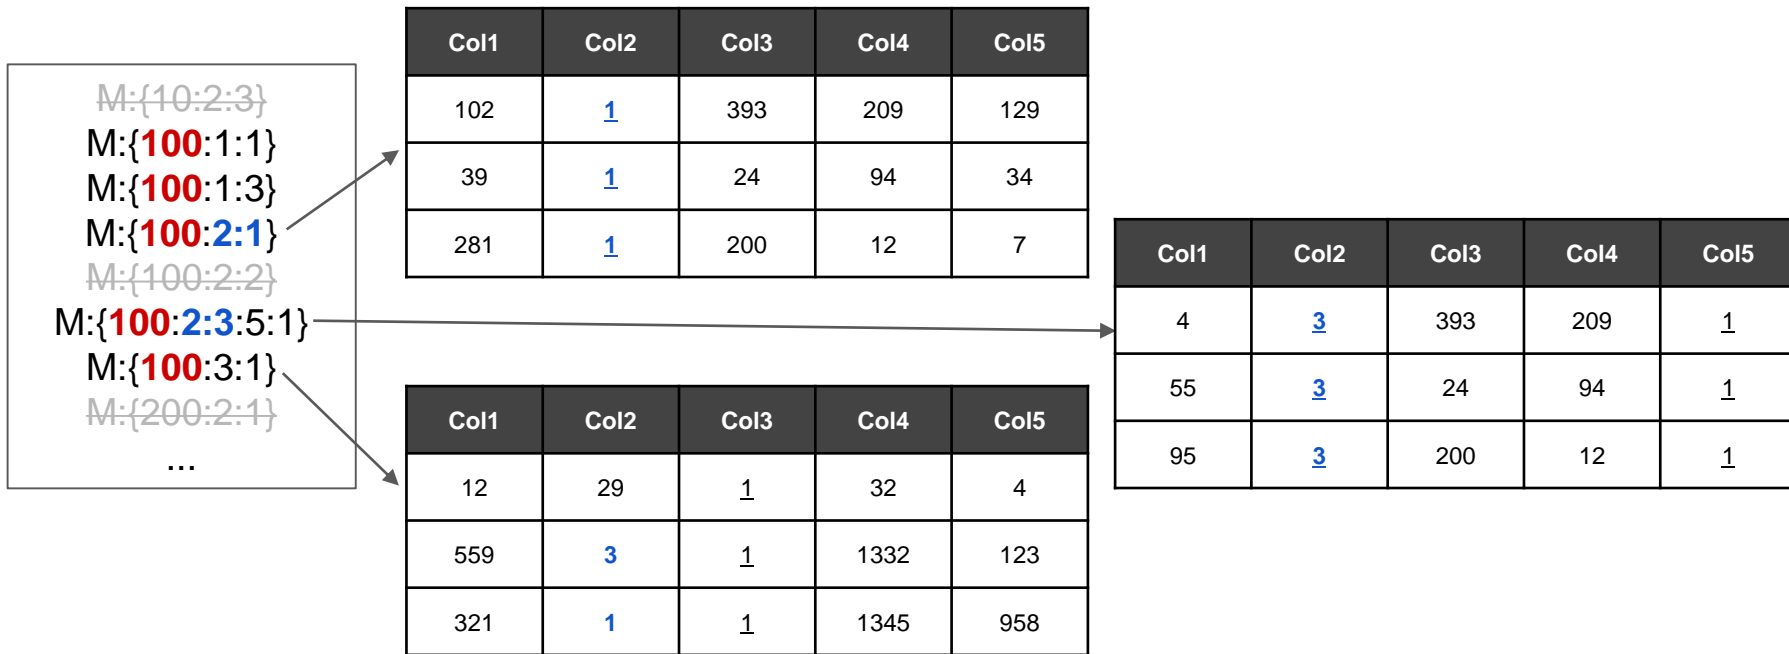 M:{10:2:3}
M:{100:1:1}
M:{100:1:3}
M:{100:2:1}
M:{100:2:2}
M:{100:2:3:5:1}
M:{100:3:1}
M:{200:2:1}
...
Col1 Col2 Col3 Col4 Col5
102 1 393 209 129
39 1 24 94 34
281 1 200 12 7
Col1 Col2 Col3 Col4 Col5
4 3 393 209 1
55 3 24 94 1
95 3 200 12 1
Col1 Col2 Col3 Col4 Col5
12 29 1 32 4
559 3 1 1332 123
321 1 1 1345 958